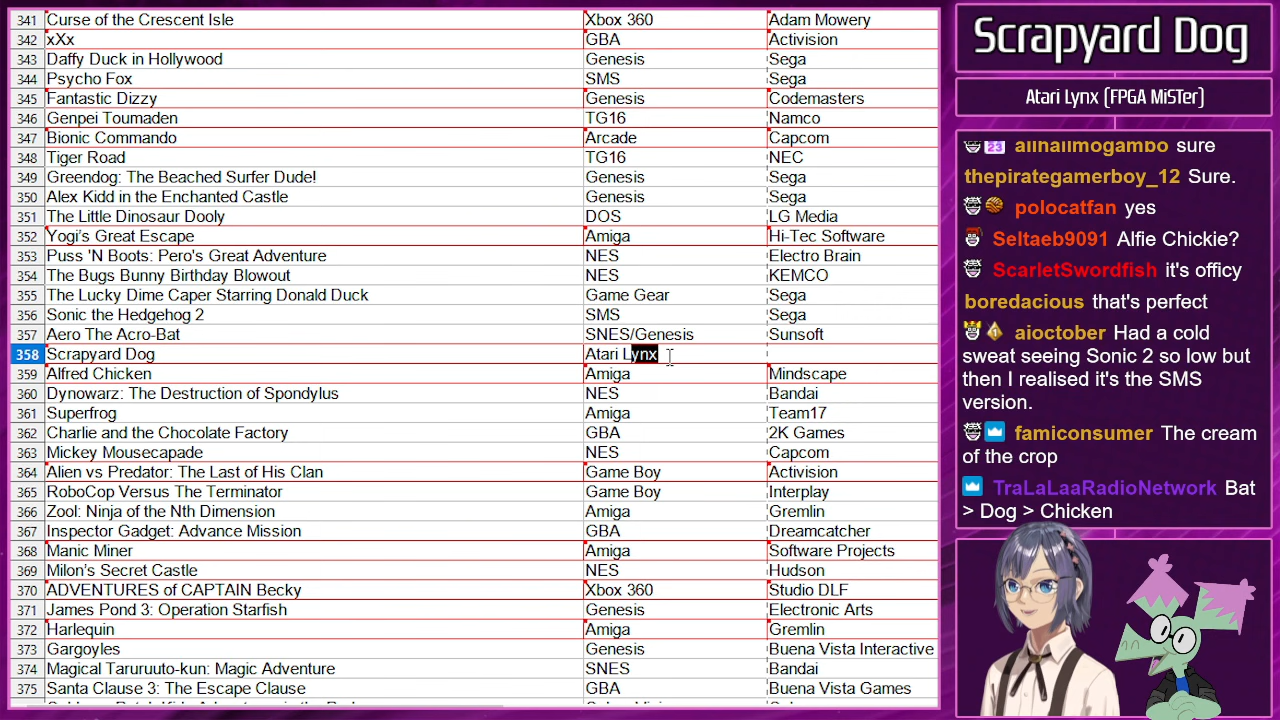 341 Curse of the Crescent Isle Xbox 360 Adam Mowery
342 xXx GBA Activision
343 Daffy Duck in Hollywood Genesis Sega
344 Psycho Fox SMS Sega
345 Fantastic Dizzy Genesis Codemasters
346 Genpei Toumaden TG16 Namco
347 Bionic Commando Arcade Capcom
348 Tiger Road TG16 NEC
349 Greendog: The Beached Surfer Dude! Genesis Sega
350 Alex Kidd in the Enchanted Castle Genesis Sega
351 The Little Dinosaur Dooly DOS LG Media
352 Yogi's Great Escape Amiga Hi-Tec Software
353 Puss 'N Boots: Pero's Great Adventure NES Electro Brain
354 The Bugs Bunny Birthday Blowout NES KEMCO
355 The Lucky Dime Caper Starring Donald Duck Game Gear Sega
356 Sonic the Hedgehog 2 SMS Sega
357 Aero The Acro-Bat SNES/Genesis Sunsoft
358 Scrapyard Dog Atari Lynx
359 Alfred Chicken Amiga Mindscape
360 Dynowarz: The Destruction of Spondylus NES Bandai
361 Superfrog Amiga Team17
362 Charlie and the Chocolate Factory GBA 2K Games
363 Mickey Mousecapade NES Capcom
364 Alien vs Predator: The Last of His Clan Game Boy Activision
365 RoboCop Versus The Terminator Game Boy Interplay
366 Zool: Ninja of the Nth Dimension Amiga Gremlin
367 Inspector Gadget: Advance Mission GBA Dreamcatcher
368 Manic Miner Amiga Software Projects
369 Milon's Secret Castle NES Hudson
370 ADVENTURES of CAPTAIN Becky Xbox 360 Studio DLF
371 James Pond 3: Operation Starfish Genesis Electronic Arts
372 Harlequin Amiga Gremlin
373 Gargoyles Genesis Buena Vista Interactive
374 Magical Taruruuto-kun: Magic Adventure SNES Bandai
375 Santa Clause 3: The Escape Clause GBA Buena Vista Games
Scrapyard Dog
Atari Lynx (FPGA MiSTer)
23 allnallmogambo sure
thepirategamerboy_12 Sure.
polocatfan yes
Seltaeb9091 Alfie Chickie?
ScarletSwordfish it's officy
boredacious that's perfect
aioctober Had a cold
sweat seeing Sonic 2 so low but
then I realised it's the SMS
version.
famiconsumer The cream
of the crop
TraLaLaaRadioNetwork Bat
> Dog > Chicken